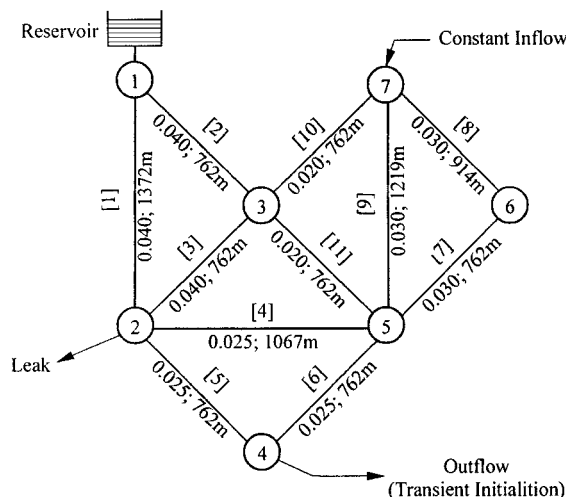 Reservoir
1
7
Constant Inflow
[2]
0.040; 762m
[10]
0.020; 762m
[8]
0.030; 914m
[1]
0.040; 1372m
[9]
0.030; 1219m
3
6
[3]
0.040; 762m
[11]
0.020; 762m
[7]
0.030; 762m
2
[4]
0.025; 1067m
5
Leak
[5]
0.025; 762m
[6]
0.025; 762m
4
Outflow
(Transient Initialition)